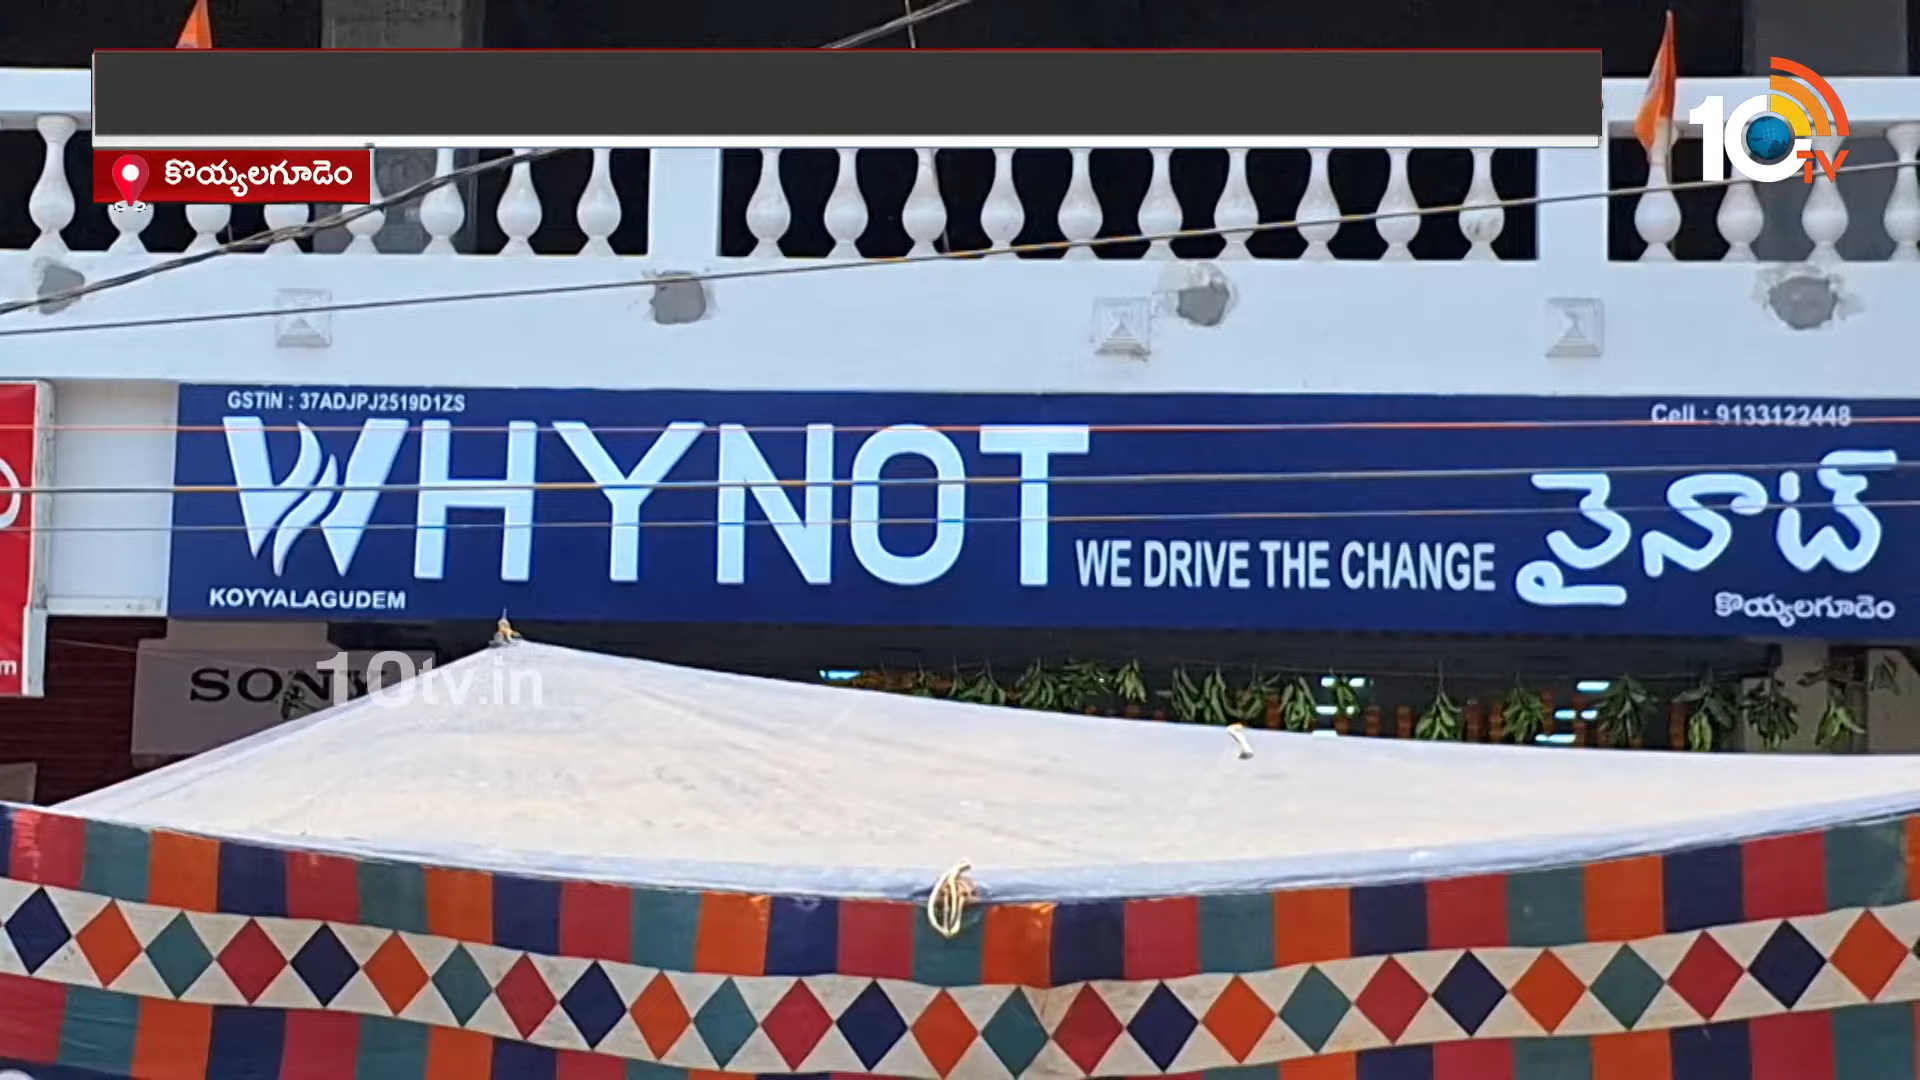 10TV
కొయ్యలగూడెం
GSTIN : 37ADJPJ2519D1ZS
Cell : 9133122448
WHYNOT
WE DRIVE THE CHANGE
వైనాట్
KOYYALAGUDEM
కొయ్యలగూడెం
SONY
10tv.in